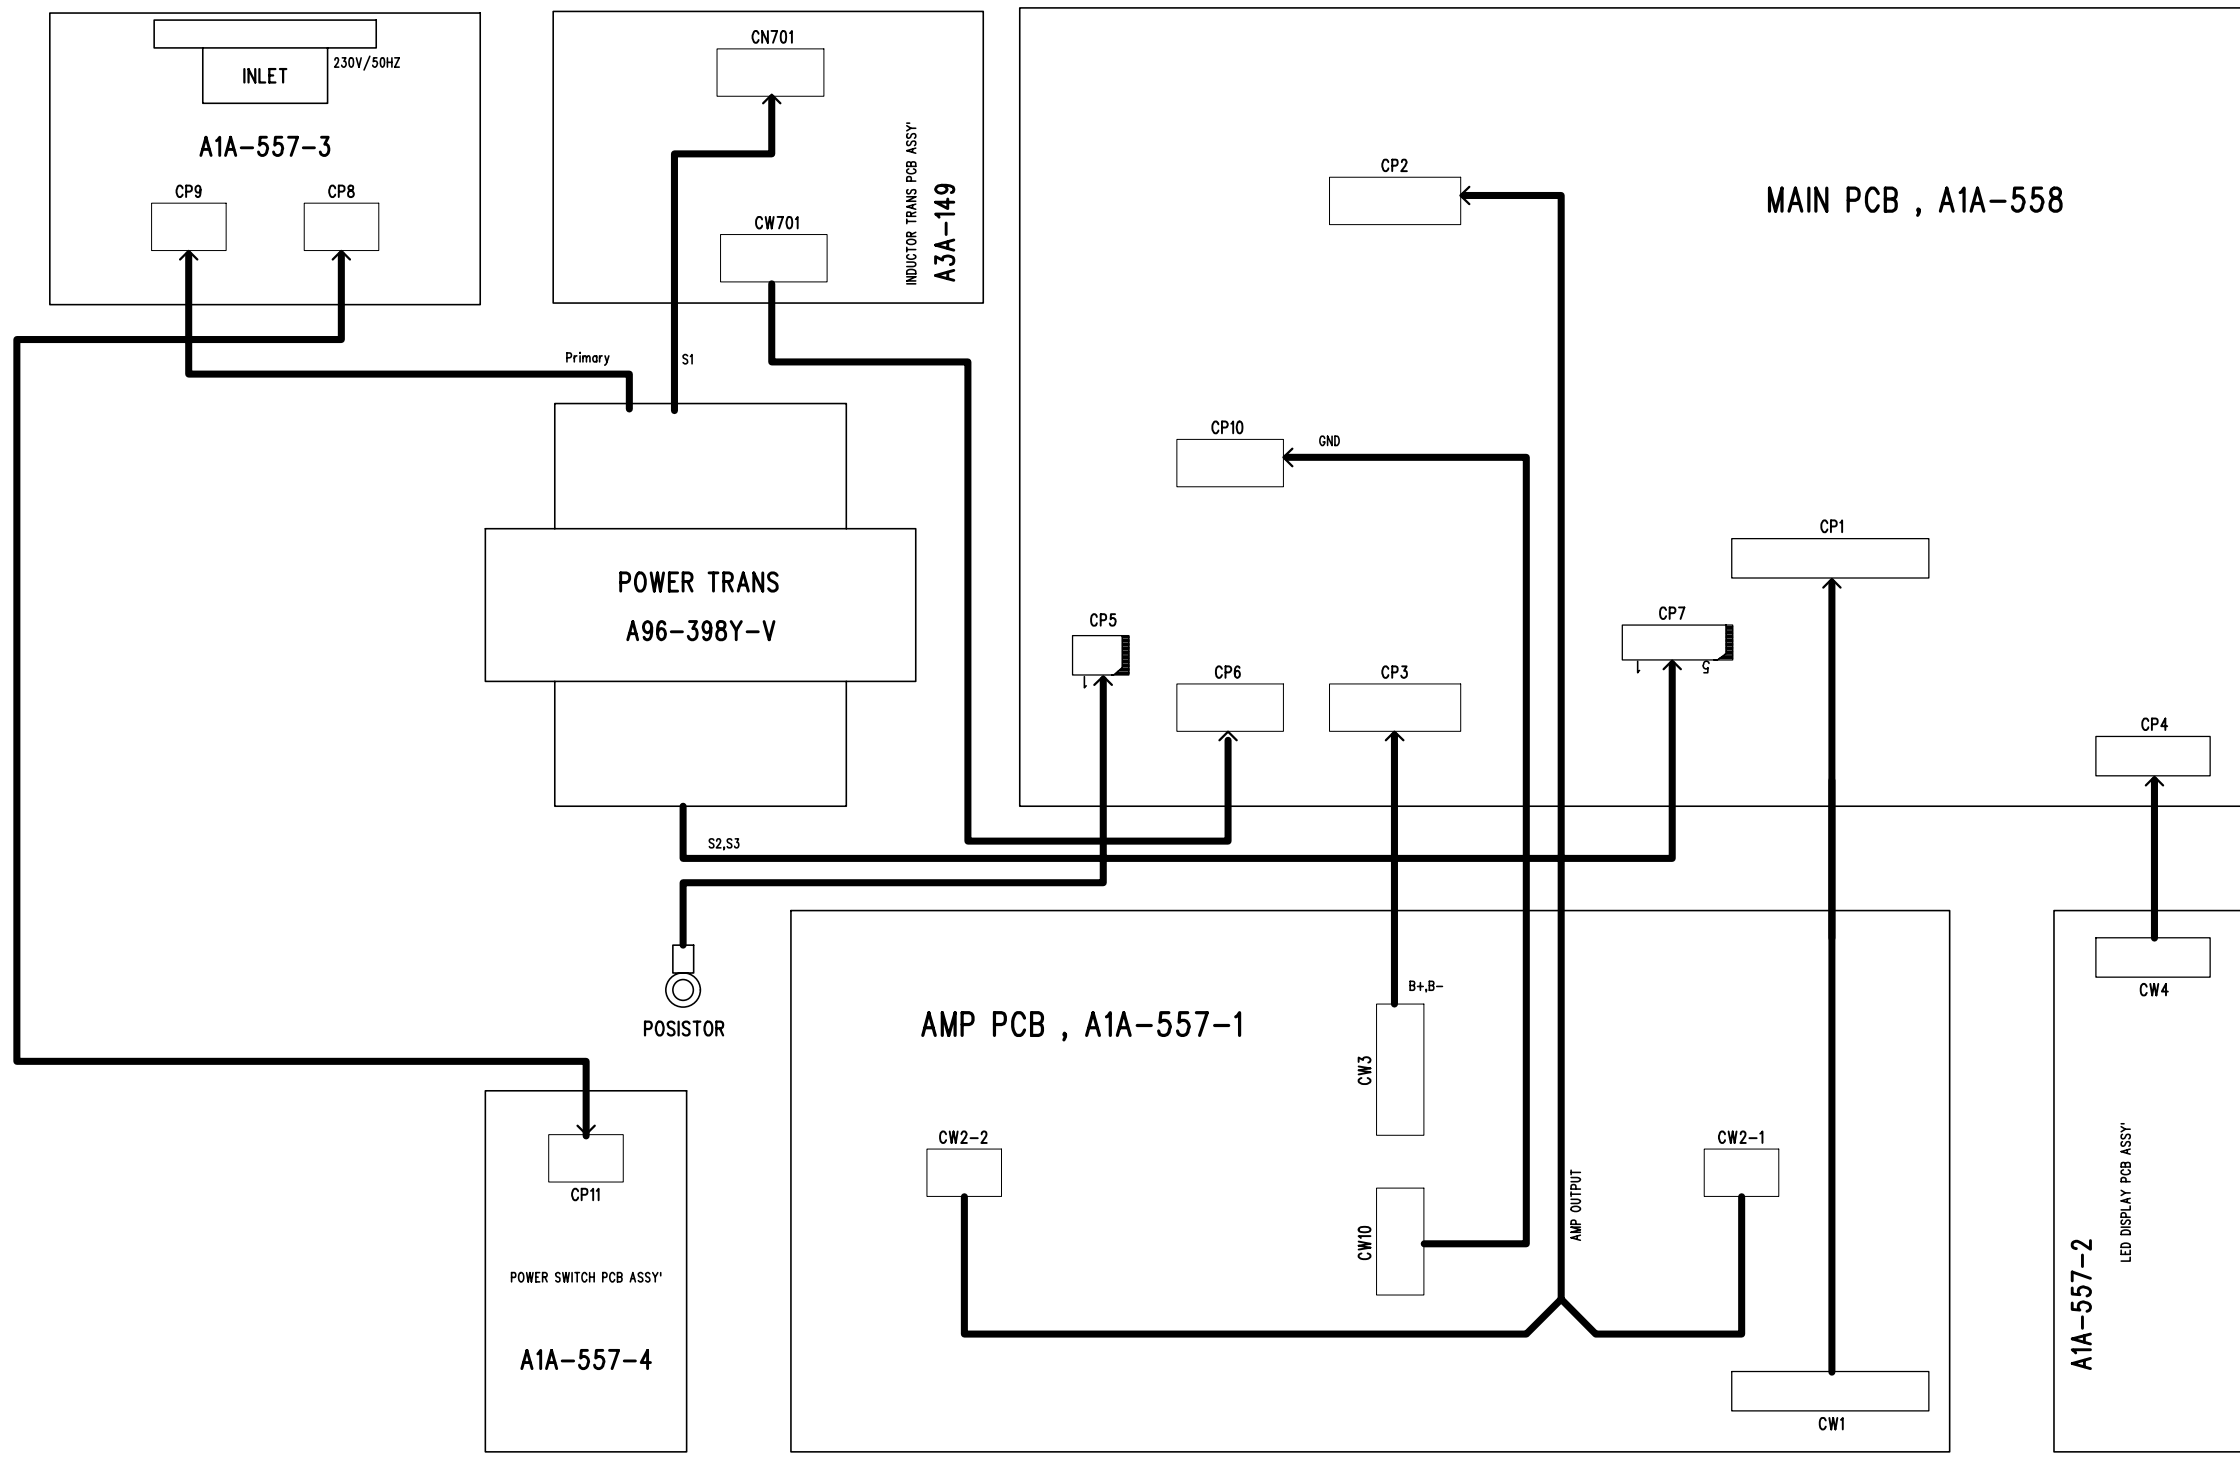 INLET
230V/50HZ
A1A-557-3
CP9
CP8
CN701
CW701
INDUCTOR TRANS PCB ASSY'
A3A-149
CP2
MAIN PCB , A1A-558
Primary
S1
CP10
GND
CP1
POWER TRANS
A96-398Y-V
CP5
1
CP6
CP3
CP7
1
5
CP4
S2,S3
POSISTOR
AMP PCB , A1A-557-1
B+,B-
CW3
CW4
CW2-2
CW2-1
CP11
AMP OUTPUT
CW10
POWER SWITCH PCB ASSY'
A1A-557-4
LED DISPLAY PCB ASSY'
A1A-557-2
CW1